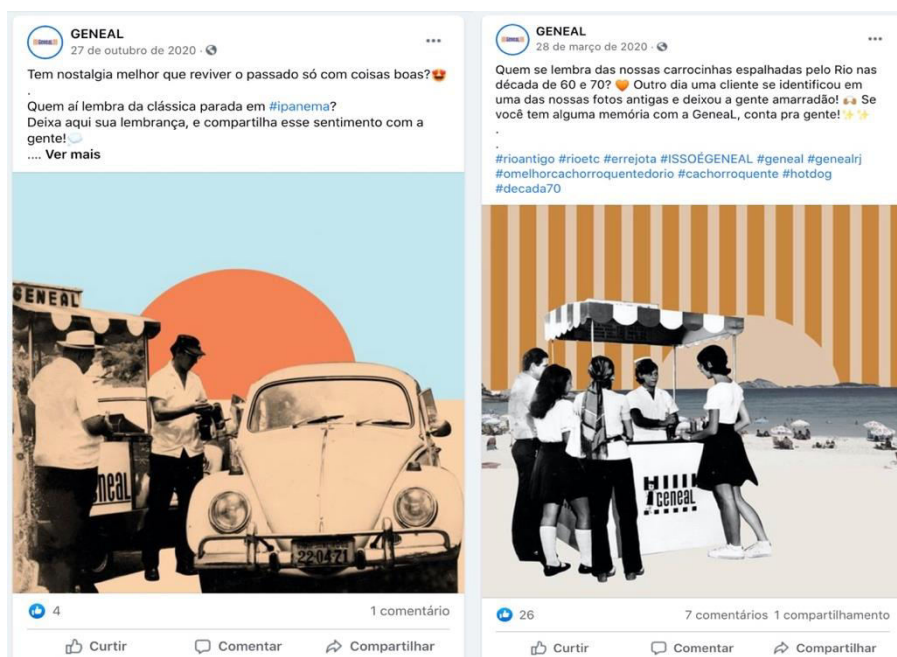 GENEAL
27 de outubro de 2020 ·
Tem nostalgia melhor que reviver o passado só com coisas boas?😍
.
Quem aí lembra da clássica parada em #ipanema?
Deixa aqui sua lembrança, e compartilha esse sentimento com a
gente!💭
.... Ver mais
GENEAL
Geneal
22·04·71
4
1 comentário
Curtir
Comentar
Compartilhar
GENEAL
28 de março de 2020 ·
Quem se lembra das nossas carrocinhas espalhadas pelo Rio nas
década de 60 e 70? 🧡 Outro dia uma cliente se identificou em
uma das nossas fotos antigas e deixou a gente amarradão! 🙌🏼 Se
você tem alguma memória com a GeneaL, conta pra gente!✨✨
.
.
#rioantigo #rioetc #errejota #ISSOÉGENEAL #geneal #genealrj
#omelhorcachorroquentedorio #cachorroquente #hotdog
#decada70
Geneal
26
7 comentários 1 compartilhamento
Curtir
Comentar
Compartilhar